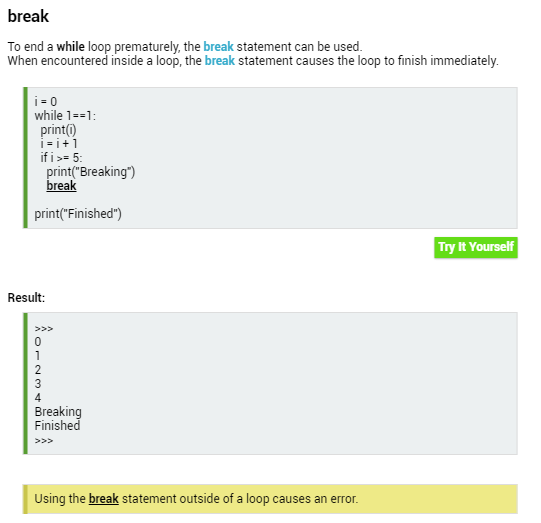 break
To end a while loop prematurely, the break statement can be used.
When encountered inside a loop, the break statement causes the loop to finish immediately.
i = 0
while 1==1:
  print(i)
  i = i + 1
  if i >= 5:
    print("Breaking")
    break
print("Finished")
Try It Yourself
Result:
>>>
0
1
2
3
4
Breaking
Finished
>>>
Using the break statement outside of a loop causes an error.